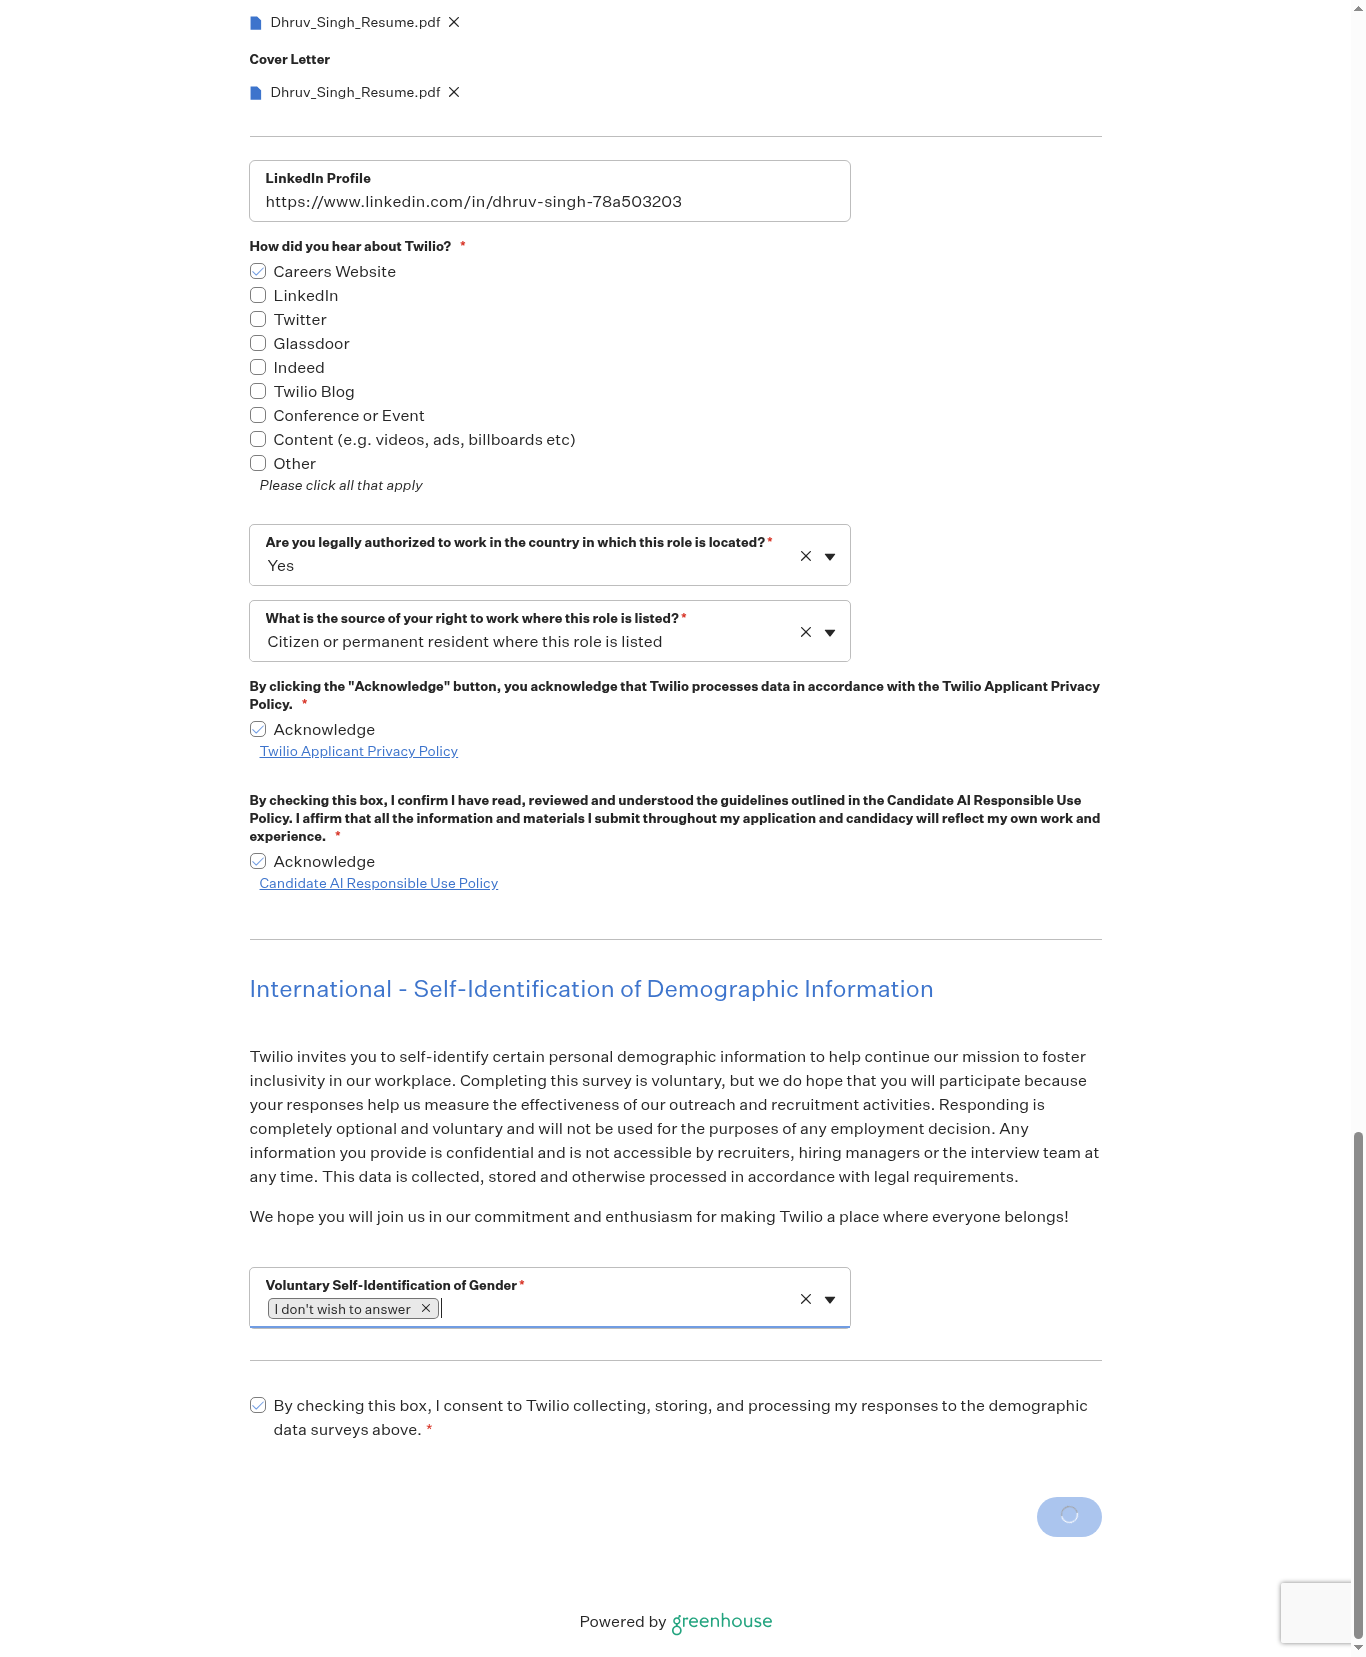 Dhruv_Singh_Resume.pdf
Cover Letter
Dhruv_Singh_Resume.pdf
LinkedIn Profile
https://www.linkedin.com/in/dhruv-singh-78a503203
How did you hear about Twilio? *
Careers Website
LinkedIn
Twitter
Glassdoor
Indeed
Twilio Blog
Conference or Event
Content (e.g. videos, ads, billboards etc)
Other
Please click all that apply
Are you legally authorized to work in the country in which this role is located?*
Yes
What is the source of your right to work where this role is listed?*
Citizen or permanent resident where this role is listed
By clicking the "Acknowledge" button, you acknowledge that Twilio processes data in accordance with the Twilio Applicant Privacy
Policy. *
Acknowledge
Twilio Applicant Privacy Policy
By checking this box, I confirm I have read, reviewed and understood the guidelines outlined in the Candidate AI Responsible Use
Policy. I affirm that all the information and materials I submit throughout my application and candidacy will reflect my own work and
experience. *
Acknowledge
Candidate AI Responsible Use Policy
International - Self-Identification of Demographic Information
Twilio invites you to self-identify certain personal demographic information to help continue our mission to foster
inclusivity in our workplace. Completing this survey is voluntary, but we do hope that you will participate because
your responses help us measure the effectiveness of our outreach and recruitment activities. Responding is
completely optional and voluntary and will not be used for the purposes of any employment decision. Any
information you provide is confidential and is not accessible by recruiters, hiring managers or the interview team at
any time. This data is collected, stored and otherwise processed in accordance with legal requirements.
We hope you will join us in our commitment and enthusiasm for making Twilio a place where everyone belongs!
Voluntary Self-Identification of Gender*
I don't wish to answer
By checking this box, I consent to Twilio collecting, storing, and processing my responses to the demographic
data surveys above. *
Powered by greenhouse